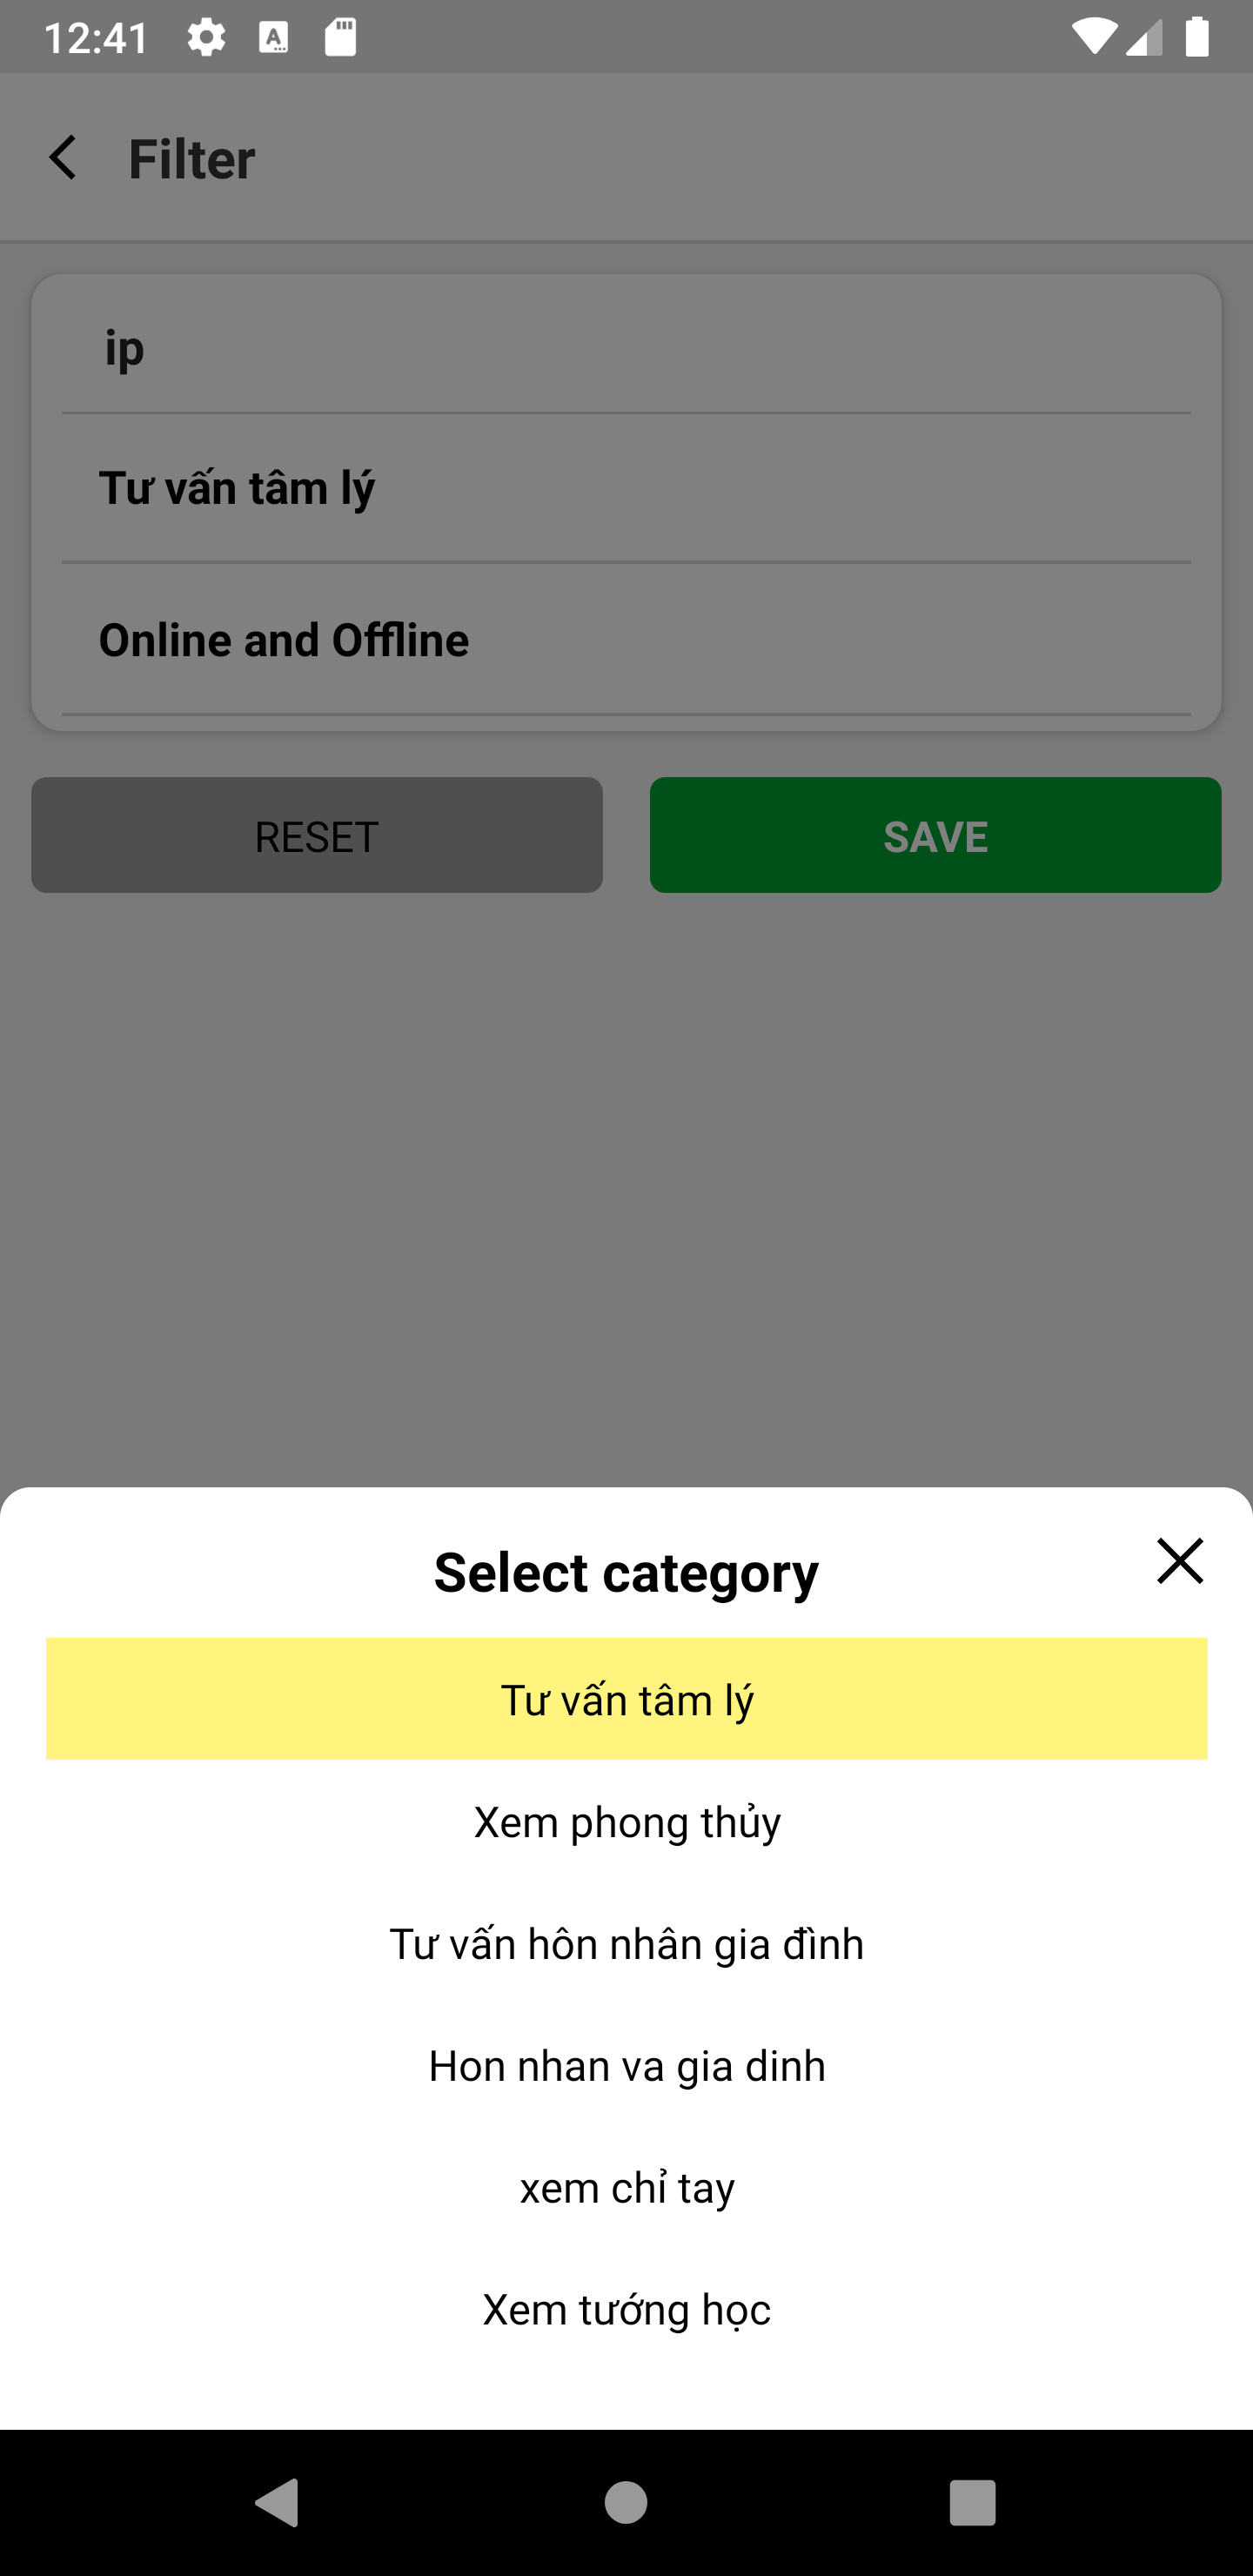 12:41
Filter
ip
Tư vấn tâm lý
Online and Offline
RESET
SAVE
Select category
Tư vấn tâm lý
Xem phong thủy
Tư vấn hôn nhân gia đình
Hon nhan va gia dinh
xem chỉ tay
Xem tướng học